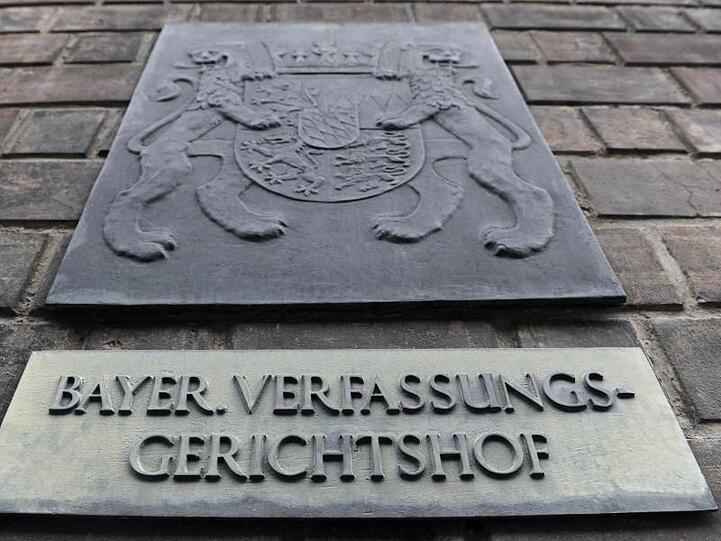 BAYER. VERFASSUNGS-
GERICHTSHOF